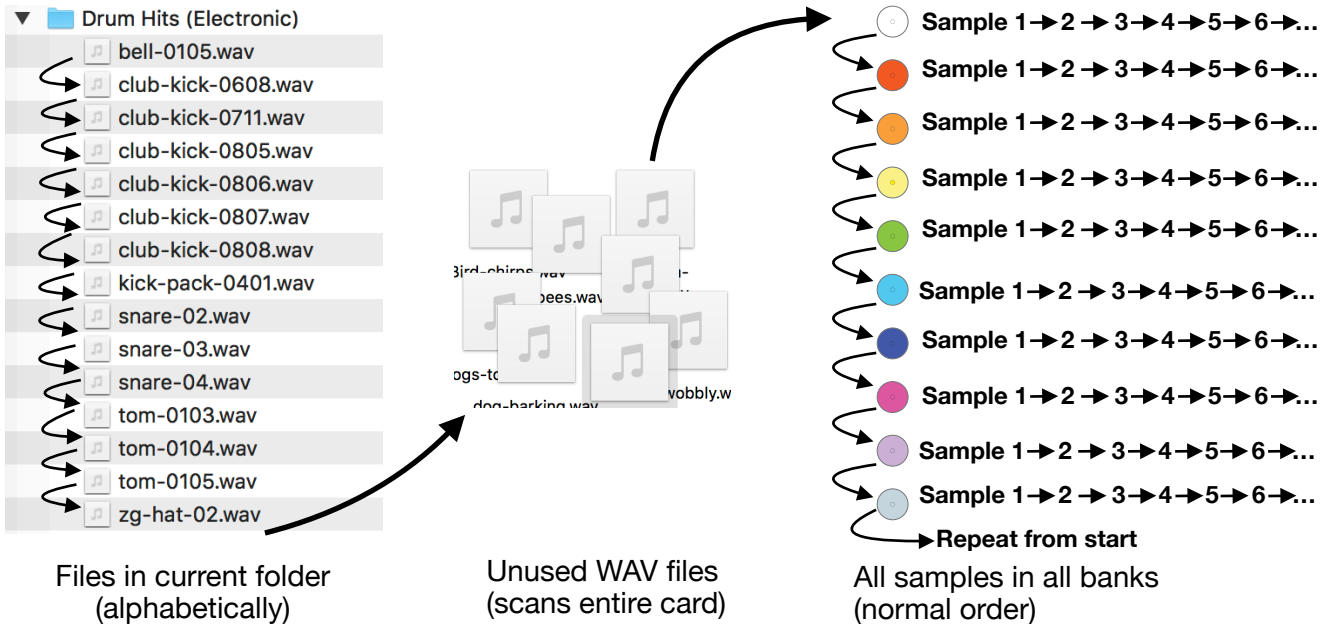 Drum Hits (Electronic)
bell-0105.wav
club-kick-0608.wav
club-kick-0711.wav
club-kick-0805.wav
club-kick-0806.wav
club-kick-0807.wav
club-kick-0808.wav
kick-pack-0401.wav
snare-02.wav
snare-03.wav
snare-04.wav
tom-0103.wav
tom-0104.wav
tom-0105.wav
zg-hat-02.wav
Files in current folder
(alphabetically)
Bird-chirps.wav
bees.wav
wobbly.w
dog-barking.wav
Unused WAV files
(scans entire card)
Sample 1 2 3 4 5 6 ...
Sample 1 2 3 4 5 6 ...
Sample 1 2 3 4 5 6 ...
Sample 1 2 3 4 5 6 ...
Sample 1 2 3 4 5 6 ...
Sample 1 2 3 4 5 6 ...
Sample 1 2 3 4 5 6 ...
Sample 1 2 3 4 5 6 ...
Sample 1 2 3 4 5 6 ...
Sample 1 2 3 4 5 6 ...
Repeat from start
All samples in all banks
(normal order)